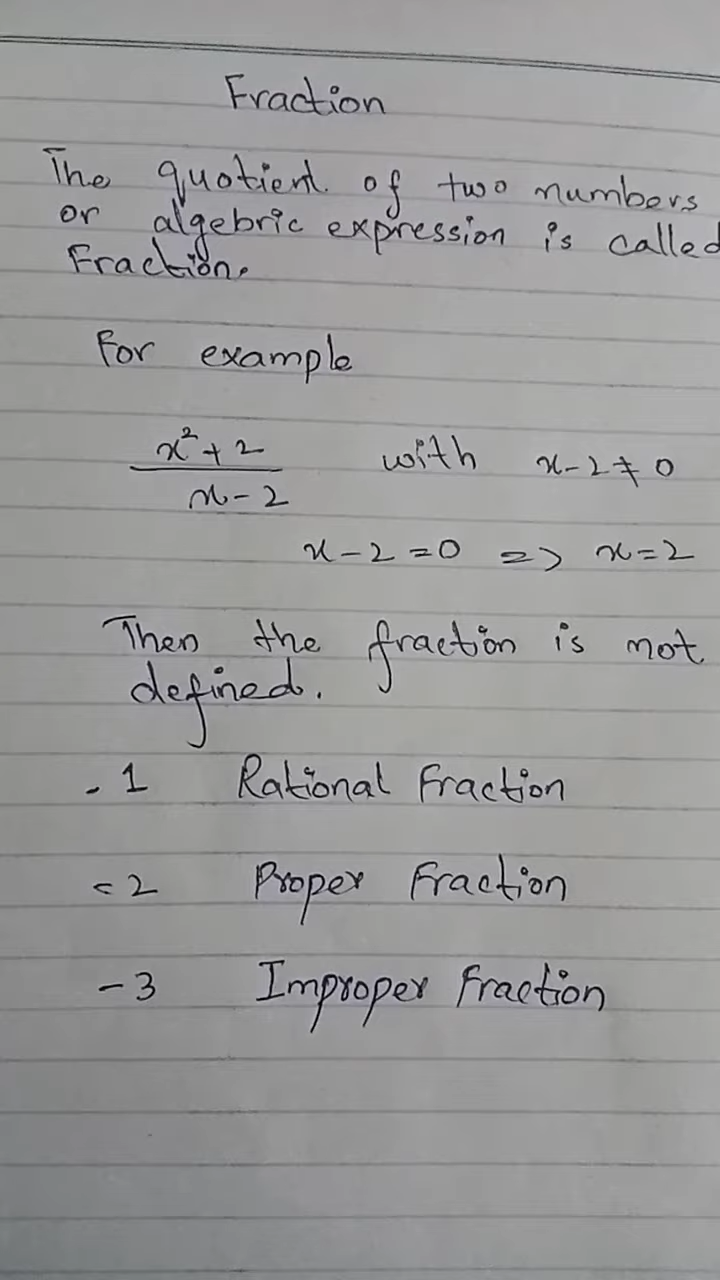 Fraction
The quotient of two numbers
or algebric expression is called
Fraction.
For example
x²+2 / x-2 with x-2≠0
x-2=0 => x=2
Then the fraction is not
defined.
-1 Rational Fraction
-2 Proper Fraction
-3 Improper Fraction